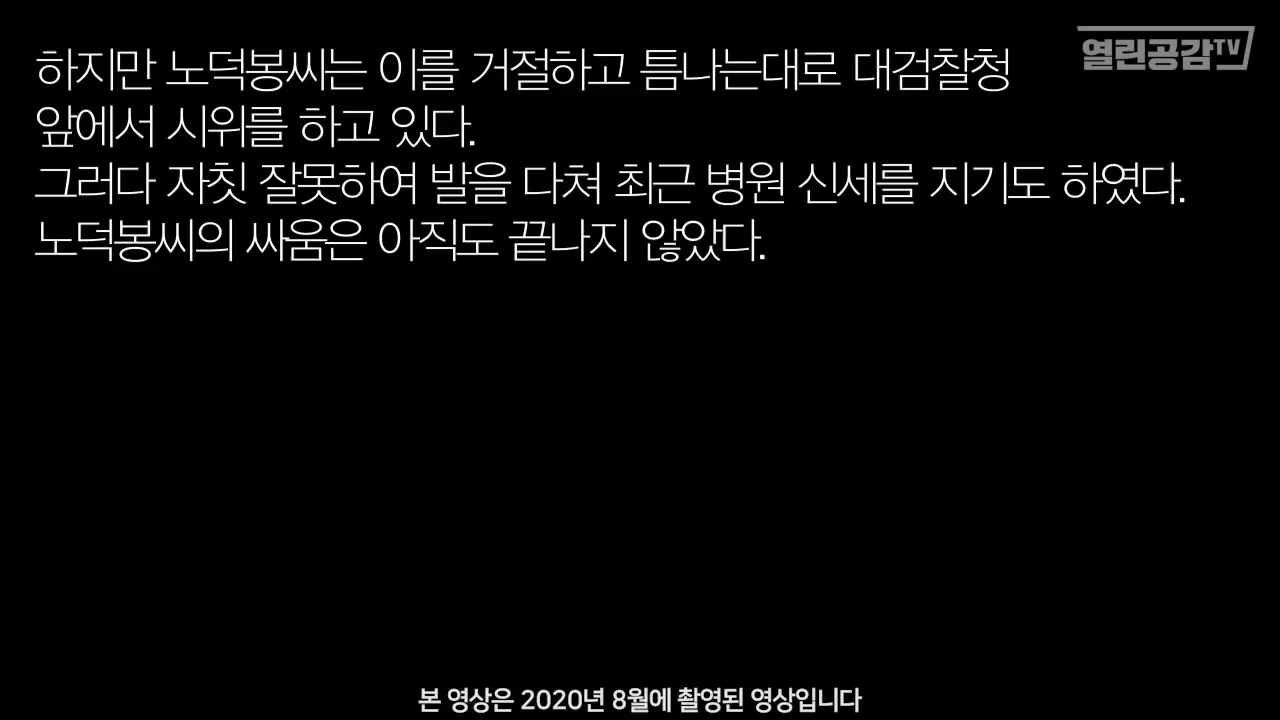 열린공감TV
하지만 노덕봉씨는 이를 거절하고 틈나는대로 대검찰청
앞에서 시위를 하고 있다.
그러다 자칫 잘못하여 발을 다쳐 최근 병원 신세를 지기도 하였다.
노덕봉씨의 싸움은 아직도 끝나지 않았다.
본 영상은 2020년 8월에 촬영된 영상입니다